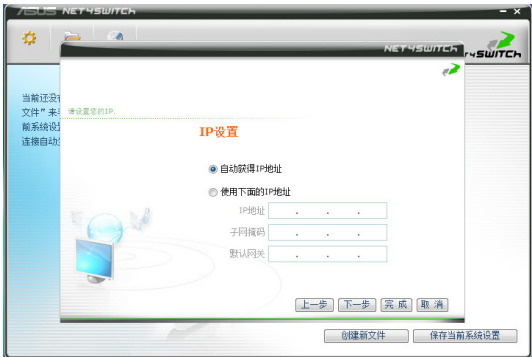 ASUS NET4SWITCH
NET4SWITCH
当前还没
文件”来
前系统设
连接自动
请设置您的IP.
IP设置
自动获得IP地址
使用下面的IP地址
IP地址
子网掩码
默认网关
上一步 下一步 完成 取消
创建新文件 保存当前系统设置